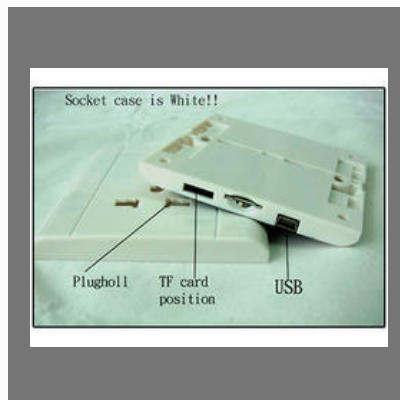 Socket case is White!!
Plugholl
TF card
position
USB